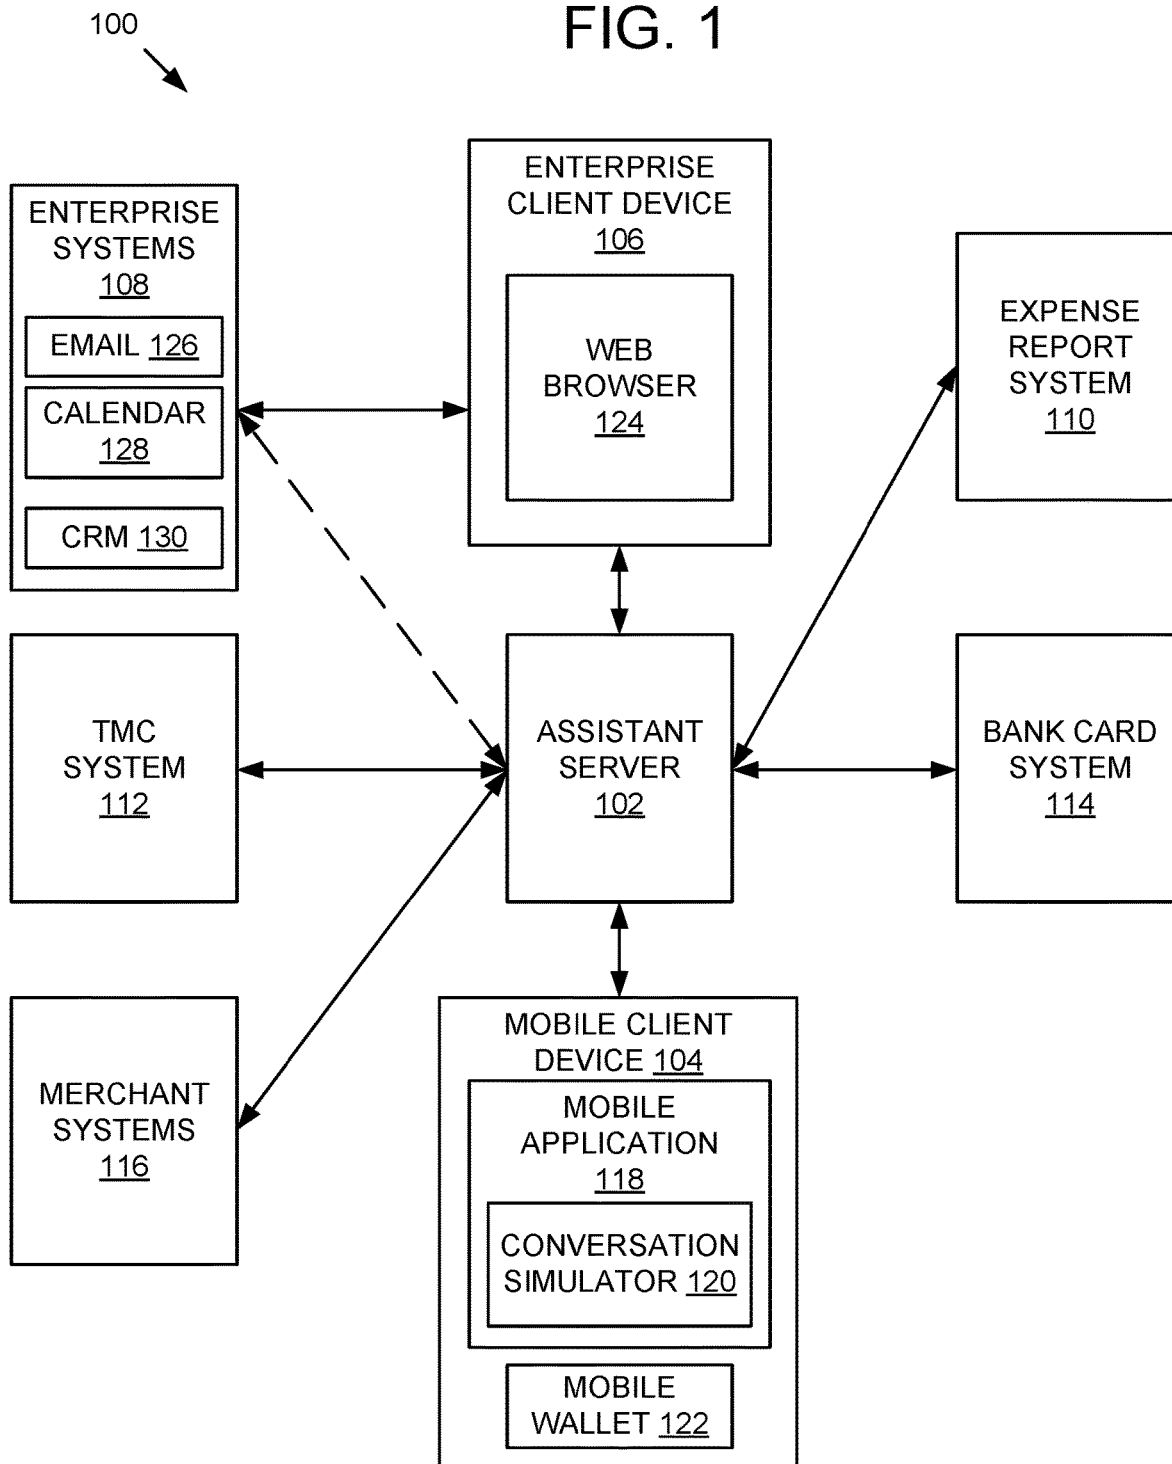 100
FIG. 1
ENTERPRISE
SYSTEMS
108
EMAIL 126
CALENDAR
128
CRM 130
ENTERPRISE
CLIENT DEVICE
106
WEB
BROWSER
124
EXPENSE
REPORT
SYSTEM
110
TMC
SYSTEM
112
ASSISTANT
SERVER
102
BANK CARD
SYSTEM
114
MERCHANT
SYSTEMS
116
MOBILE CLIENT
DEVICE 104
MOBILE
APPLICATION
118
CONVERSATION
SIMULATOR 120
MOBILE
WALLET 122